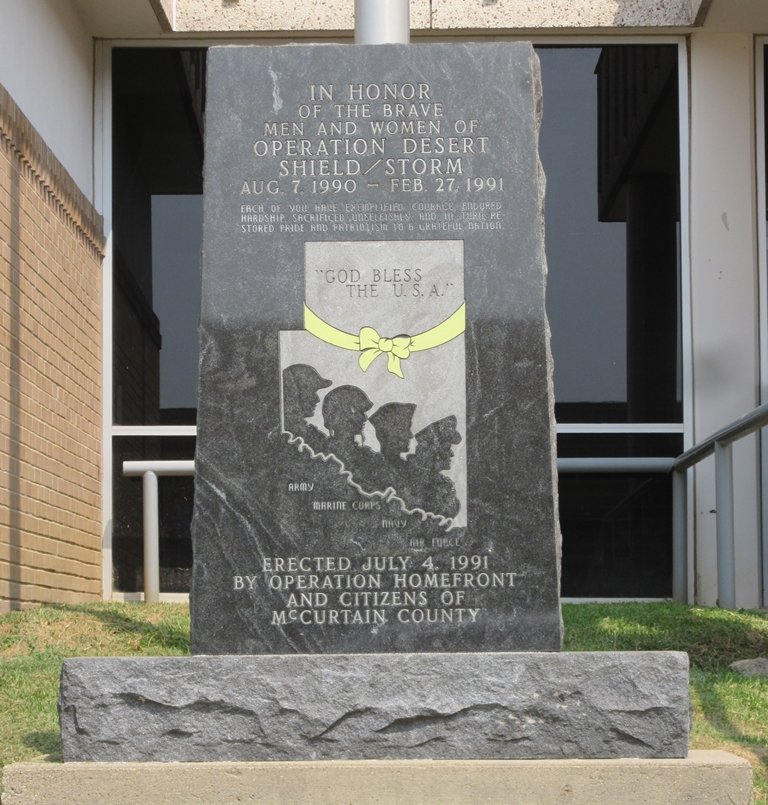 IN HONOR
OF THE BRAVE
MEN AND WOMEN OF
OPERATION DESERT
SHIELD/STORM
AUG. 7, 1990 – FEB. 27, 1991
EACH OF YOU HAVE EXEMPLIFIED COURAGE, ENDURED
HARDSHIP, SACRIFICED UNSELFISHLY, AND IN TURN, RE
STORED PRIDE AND PATRIOTISM TO A GRATEFUL NATION.
"GOD BLESS
THE U.S.A."
ARMY
MARINE CORPS
NAVY
AIR FORCE
ERECTED JULY 4, 1991
BY OPERATION HOMEFRONT
AND CITIZENS OF
McCURTAIN COUNTY